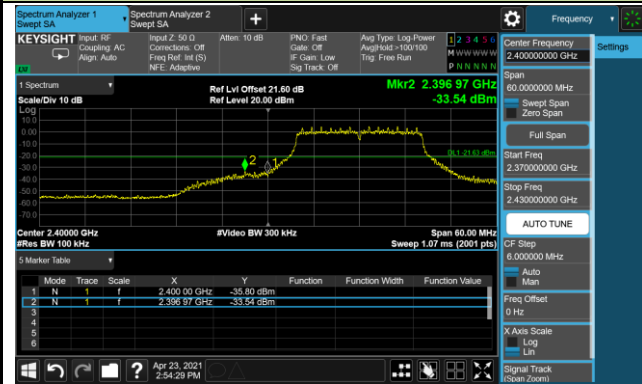 Spectrum Analyzer 1
Swept SA
Spectrum Analyzer 2
Swept SA
+
Frequency
KEYSIGHT
Input: RF
Coupling: AC
Align: Auto
Input Z: 50 Ω
Corrections: Off
Freq Ref: Int (S)
NFE: Adaptive
Atten: 10 dB
PNO: Fast
Gate: Off
IF Gain: Low
Sig Track: Off
Avg Type: Log-Power
Avg|Hold:>100/100
Trig: Free Run
1 2 3 4 5 6
M W W W W W
P N N N N N
LXI
Center Frequency
2.400000000 GHz
Settings
Span
60.0000000 MHz
Swept Span
Zero Span
Full Span
Start Freq
2.370000000 GHz
Stop Freq
2.430000000 GHz
AUTO TUNE
CF Step
6.000000 MHz
Auto
Man
Freq Offset
0 Hz
X Axis Scale
Log
Lin
Signal Track
(Span Zoom)
1 Spectrum
Scale/Div 10 dB
Ref Lvl Offset 21.60 dB
Ref Level 20.00 dBm
Mkr2 2.396 97 GHz
-33.54 dBm
Log
10.0
0.00
-10.0
-20.0
-30.0
-40.0
-50.0
-60.0
-70.0
2
1
DL1 -21.63 dBm
Center 2.40000 GHz
#Res BW 100 kHz
#Video BW 300 kHz
Span 60.00 MHz
Sweep 1.07 ms (2001 pts)
5 Marker Table
Mode Trace Scale X Y Function Function Width Function Value
1 N 1 f 2.400 00 GHz -35.80 dBm
2 N 1 f 2.396 97 GHz -33.54 dBm
3
4
5
6
?
Apr 23, 2021
2:54:29 PM